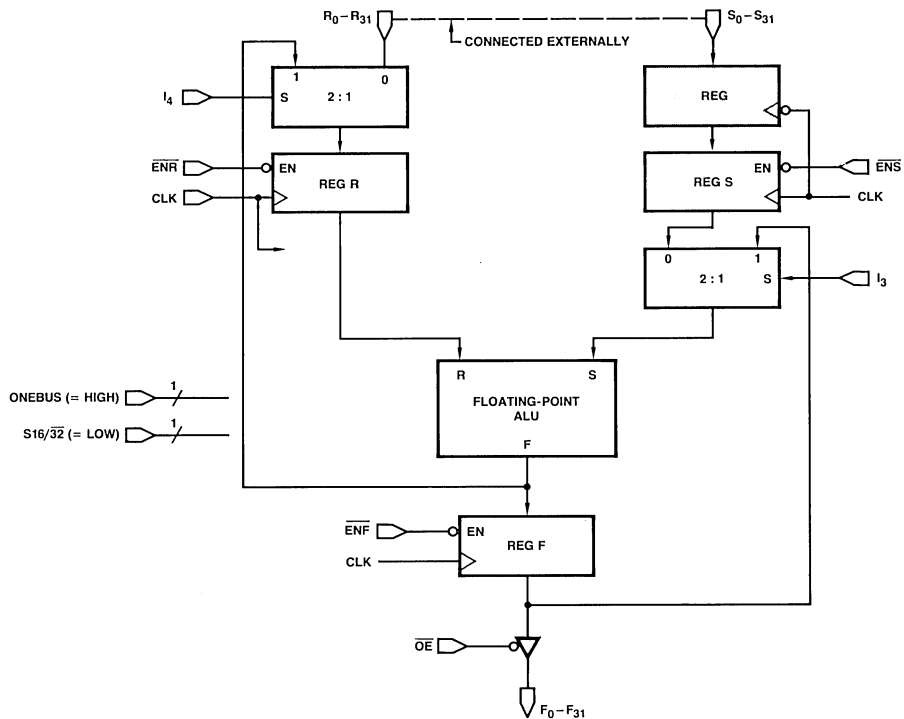 R0–R31
S0–S31
CONNECTED EXTERNALLY
1
0
I4
S
2 : 1
REG
ENR
EN
REG R
EN
REG S
ENS
CLK
CLK
0
1
2 : 1
S
I3
R
S
FLOATING-POINT
ALU
F
ONEBUS (= HIGH)
1
S16/32 (= LOW)
1
ENF
EN
REG F
CLK
OE
F0–F31